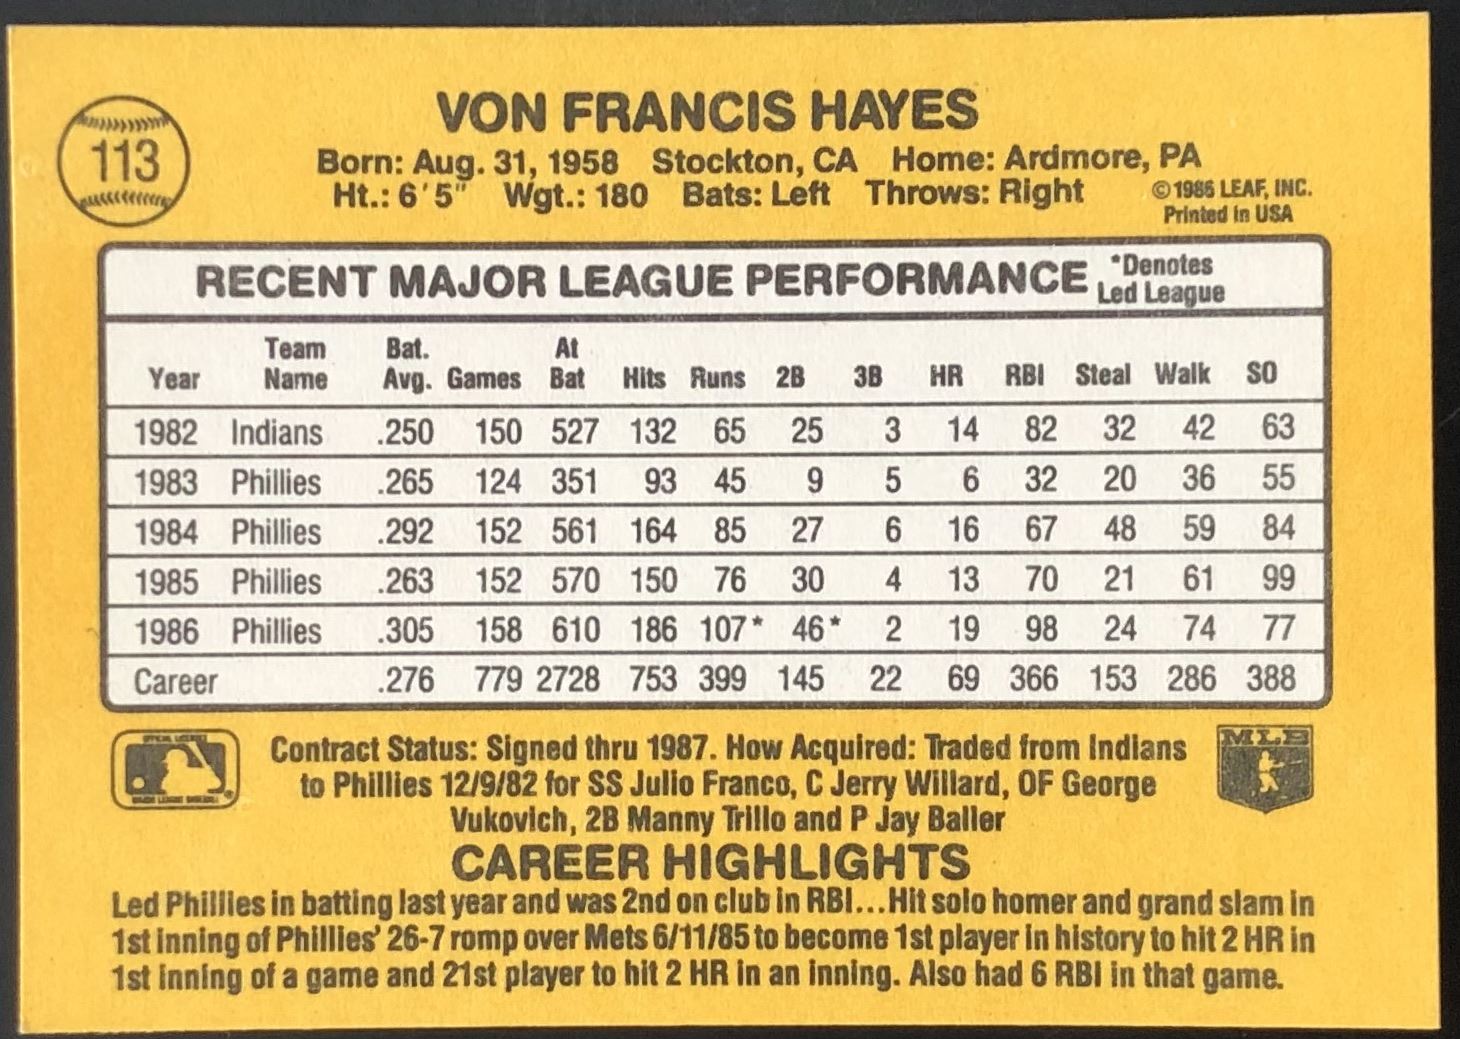 113
VON FRANCIS HAYES
Born: Aug. 31, 1958 Stockton, CA Home: Ardmore, PA
Ht.: 6'5" Wgt.: 180 Bats: Left Throws: Right
©1986 LEAF, INC.
Printed in USA
RECENT MAJOR LEAGUE PERFORMANCE *Denotes Led League
Year Team Name Bat. Avg. Games At Bat Hits Runs 2B 3B HR RBI Steal Walk SO
1982 Indians .250 150 527 132 65 25 3 14 82 32 42 63
1983 Phillies .265 124 351 93 45 9 5 6 32 20 36 55
1984 Phillies .292 152 561 164 85 27 6 16 67 48 59 84
1985 Phillies .263 152 570 150 76 30 4 13 70 21 61 99
1986 Phillies .305 158 610 186 107* 46* 2 19 98 24 74 77
Career .276 779 2728 753 399 145 22 69 366 153 286 388
Contract Status: Signed thru 1987. How Acquired: Traded from Indians
to Phillies 12/9/82 for SS Julio Franco, C Jerry Willard, OF George
Vukovich, 2B Manny Trillo and P Jay Baller
MLB
CAREER HIGHLIGHTS
Led Phillies in batting last year and was 2nd on club in RBI...Hit solo homer and grand slam in
1st inning of Phillies' 26-7 romp over Mets 6/11/85 to become 1st player in history to hit 2 HR in
1st inning of a game and 21st player to hit 2 HR in an inning. Also had 6 RBI in that game.